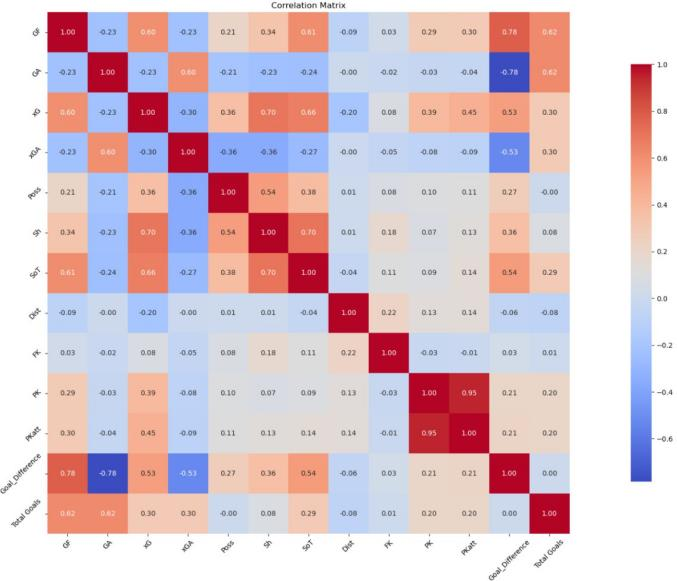 Correlation Matrix
GF 1.00 -0.23 0.60 -0.23 0.21 0.34 0.61 -0.09 0.03 0.29 0.30 0.78 0.62
GA -0.23 1.00 -0.23 0.60 -0.21 -0.23 -0.24 -0.00 -0.02 -0.03 -0.04 -0.78 0.62
xG 0.60 -0.23 1.00 -0.30 0.36 0.70 0.66 -0.20 0.08 0.39 0.45 0.53 0.30
xGA -0.23 0.60 -0.30 1.00 -0.36 -0.36 -0.27 -0.00 -0.05 -0.08 -0.09 -0.53 0.30
Poss 0.21 -0.21 0.36 -0.36 1.00 0.54 0.38 0.01 0.08 0.10 0.11 0.27 -0.00
Sh 0.34 -0.23 0.70 -0.36 0.54 1.00 0.70 0.01 0.18 0.07 0.13 0.36 0.08
SoT 0.61 -0.24 0.66 -0.27 0.38 0.70 1.00 -0.04 0.11 0.09 0.14 0.54 0.29
Dist -0.09 -0.00 -0.20 -0.00 0.01 0.01 -0.04 1.00 0.22 0.13 0.14 -0.06 -0.08
FK 0.03 -0.02 0.08 -0.05 0.08 0.18 0.11 0.22 1.00 -0.03 -0.01 0.03 0.01
PK 0.29 -0.03 0.39 -0.08 0.10 0.07 0.09 0.13 -0.03 1.00 0.95 0.21 0.20
PKatt 0.30 -0.04 0.45 -0.09 0.11 0.13 0.14 0.14 -0.01 0.95 1.00 0.21 0.20
Goal_Difference 0.78 -0.78 0.53 -0.53 0.27 0.36 0.54 -0.06 0.03 0.21 0.21 1.00 0.00
Total Goals 0.62 0.62 0.30 0.30 -0.00 0.08 0.29 -0.08 0.01 0.20 0.20 0.00 1.00
GF GA xG xGA Poss Sh SoT Dist FK PK PKatt Goal_Difference Total Goals
1.0
0.8
0.6
0.4
0.2
0.0
−0.2
−0.4
−0.6